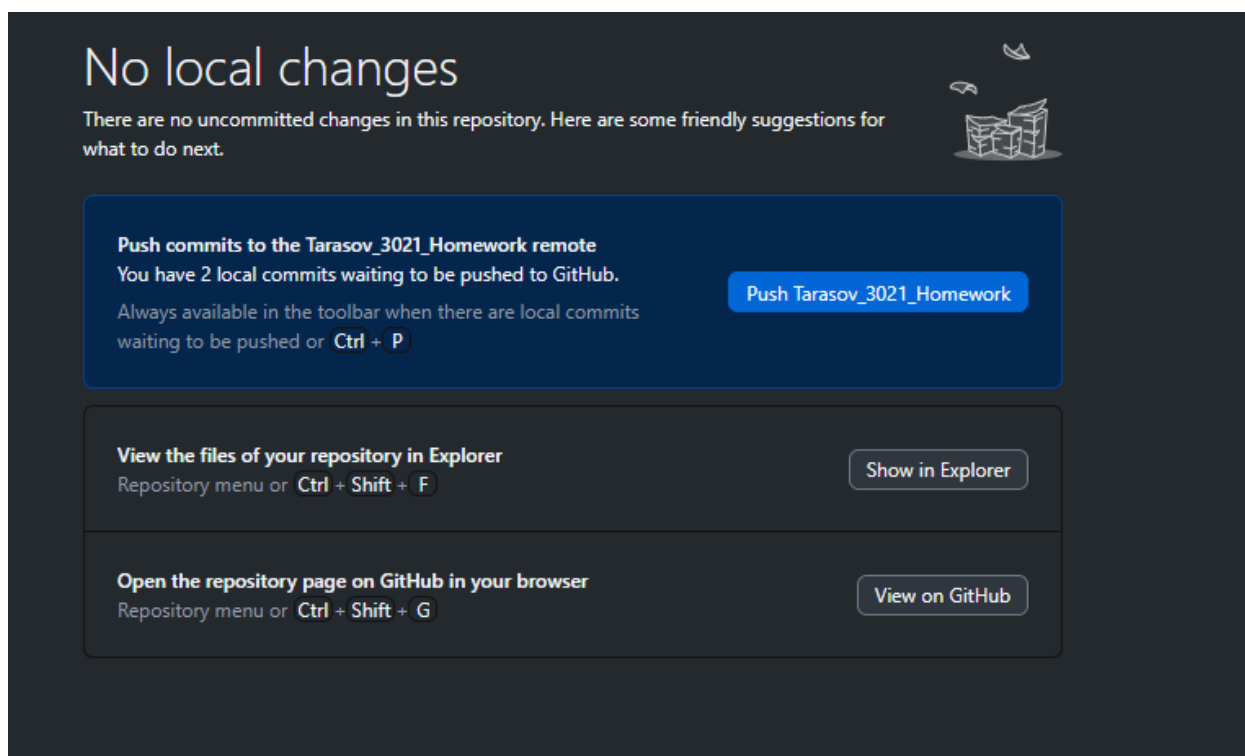 No local changes
There are no uncommitted changes in this repository. Here are some friendly suggestions for
what to do next.
Push commits to the Tarasov_3021_Homework remote
You have 2 local commits waiting to be pushed to GitHub.
Always available in the toolbar when there are local commits
waiting to be pushed or Ctrl + P
Push Tarasov_3021_Homework
View the files of your repository in Explorer
Repository menu or Ctrl + Shift + F
Show in Explorer
Open the repository page on GitHub in your browser
Repository menu or Ctrl + Shift + G
View on GitHub